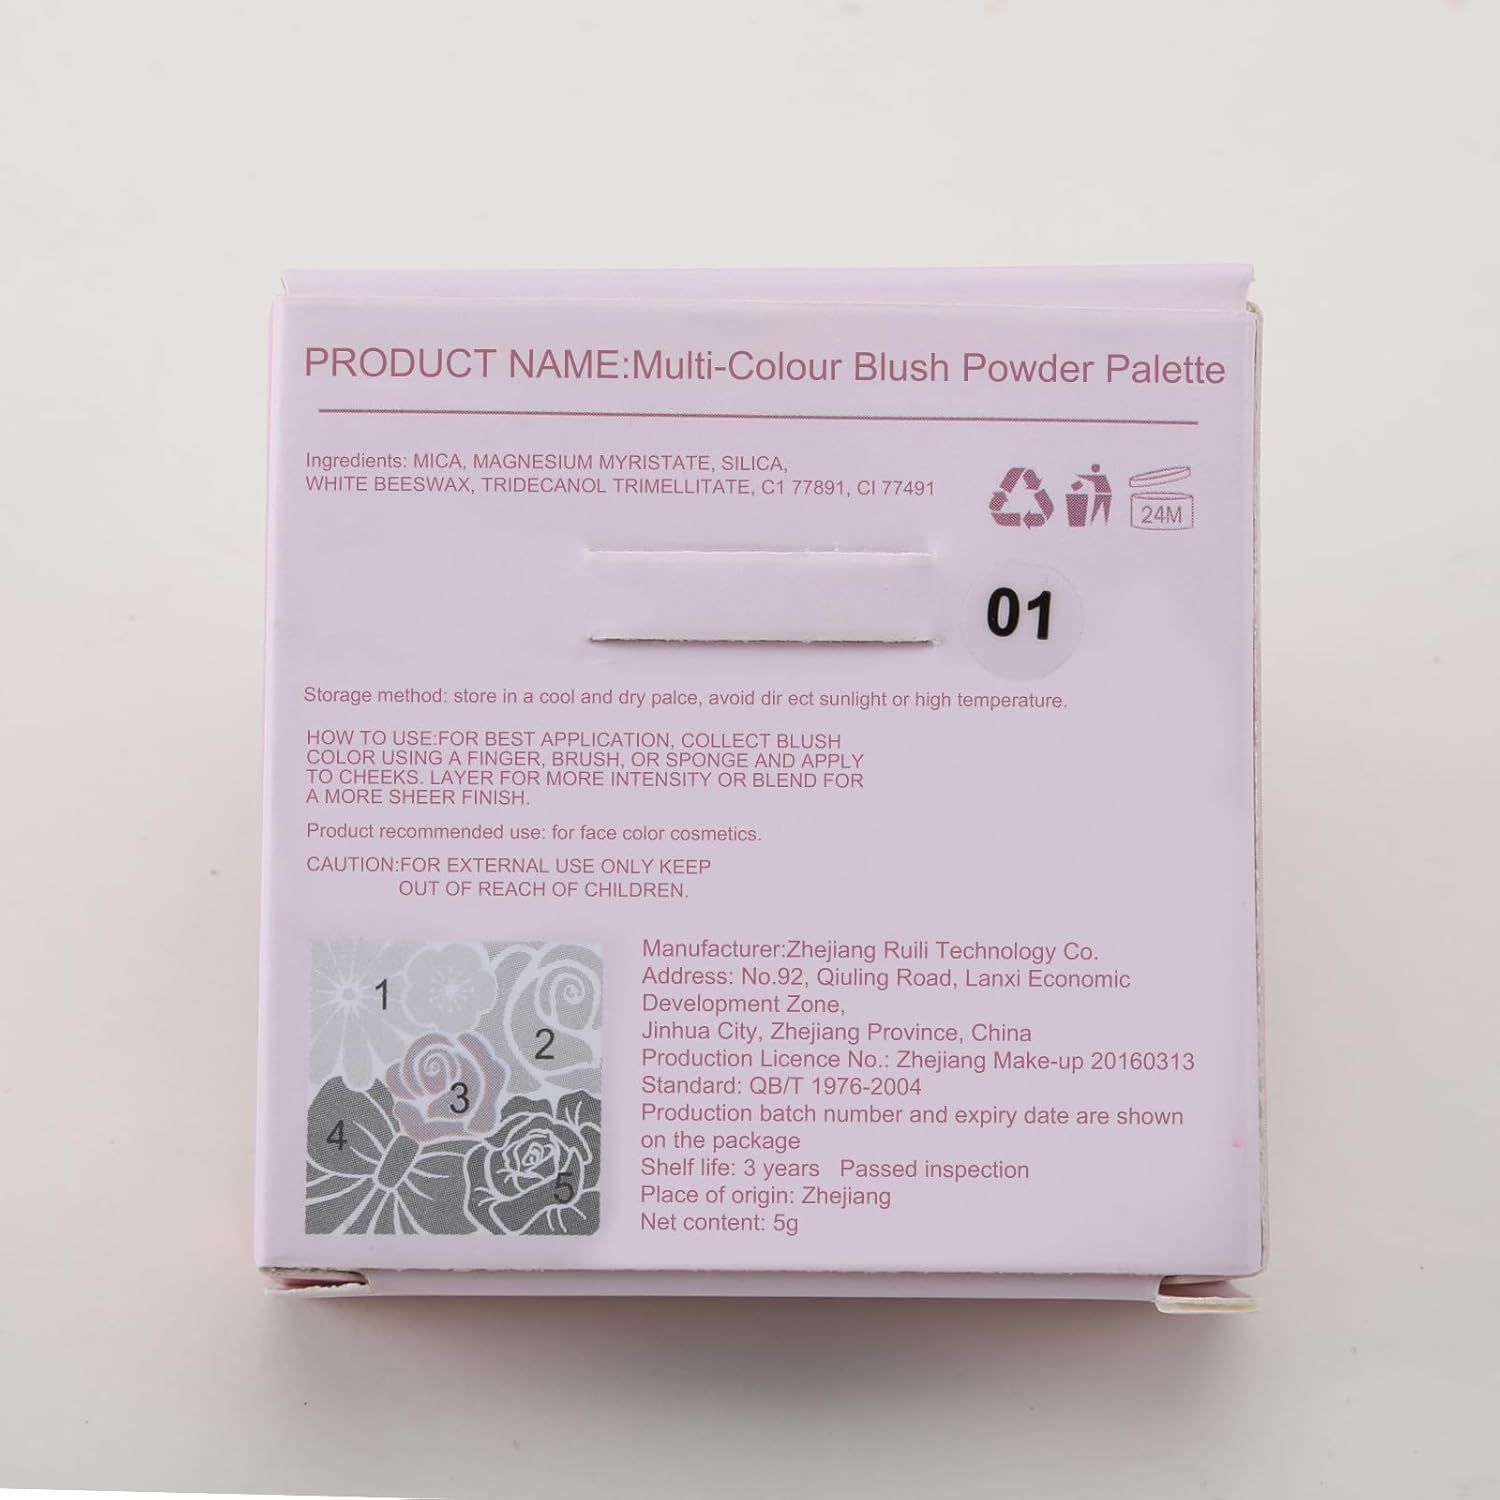 PRODUCT NAME:Multi-Colour Blush Powder Palette
Ingredients: MICA, MAGNESIUM MYRISTATE, SILICA,
WHITE BEESWAX, TRIDECANOL TRIMELLITATE, C1 77891, CI 77491
24M
01
Storage method: store in a cool and dry palce, avoid dir ect sunlight or high temperature.
HOW TO USE:FOR BEST APPLICATION, COLLECT BLUSH
COLOR USING A FINGER, BRUSH, OR SPONGE AND APPLY
TO CHEEKS. LAYER FOR MORE INTENSITY OR BLEND FOR
A MORE SHEER FINISH.
Product recommended use: for face color cosmetics.
CAUTION:FOR EXTERNAL USE ONLY KEEP
OUT OF REACH OF CHILDREN.
1
2
3
4
5
Manufacturer:Zhejiang Ruili Technology Co.
Address: No.92, Qiuling Road, Lanxi Economic
Development Zone,
Jinhua City, Zhejiang Province, China
Production Licence No.: Zhejiang Make-up 20160313
Standard: QB/T 1976-2004
Production batch number and expiry date are shown
on the package
Shelf life: 3 years   Passed inspection
Place of origin: Zhejiang
Net content: 5g